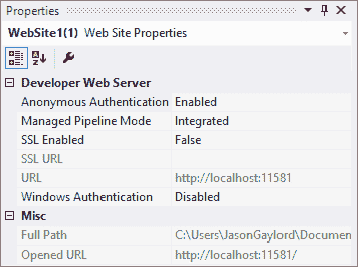 Properties
WebSite1(1) Web Site Properties
Developer Web Server
Anonymous Authentication Enabled
Managed Pipeline Mode Integrated
SSL Enabled False
SSL URL
URL http://localhost:11581
Windows Authentication Disabled
Misc
Full Path C:\Users\JasonGaylord\Documen
Opened URL http://localhost:11581/